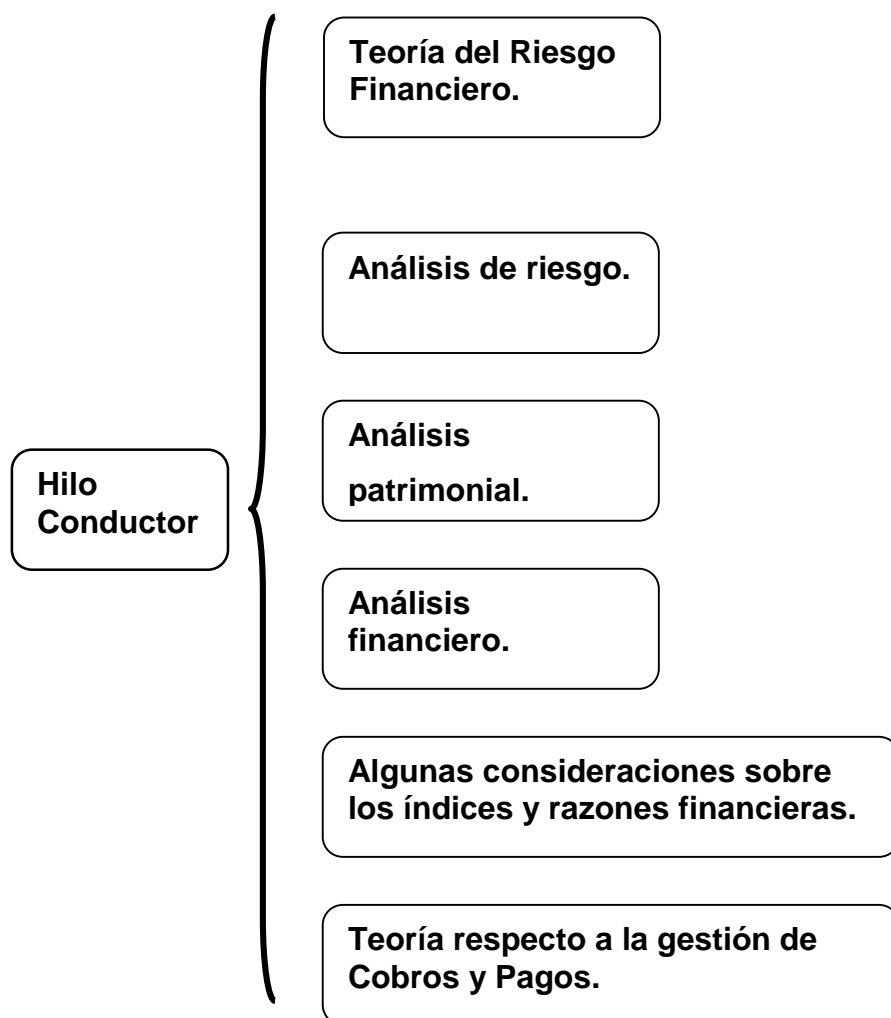 Teoría del Riesgo
Financiero.
Análisis de riesgo.
Análisis
patrimonial.
Hilo
Conductor
Análisis
financiero.
Algunas consideraciones sobre
los índices y razones financieras.
Teoría respecto a la gestión de
Cobros y Pagos.